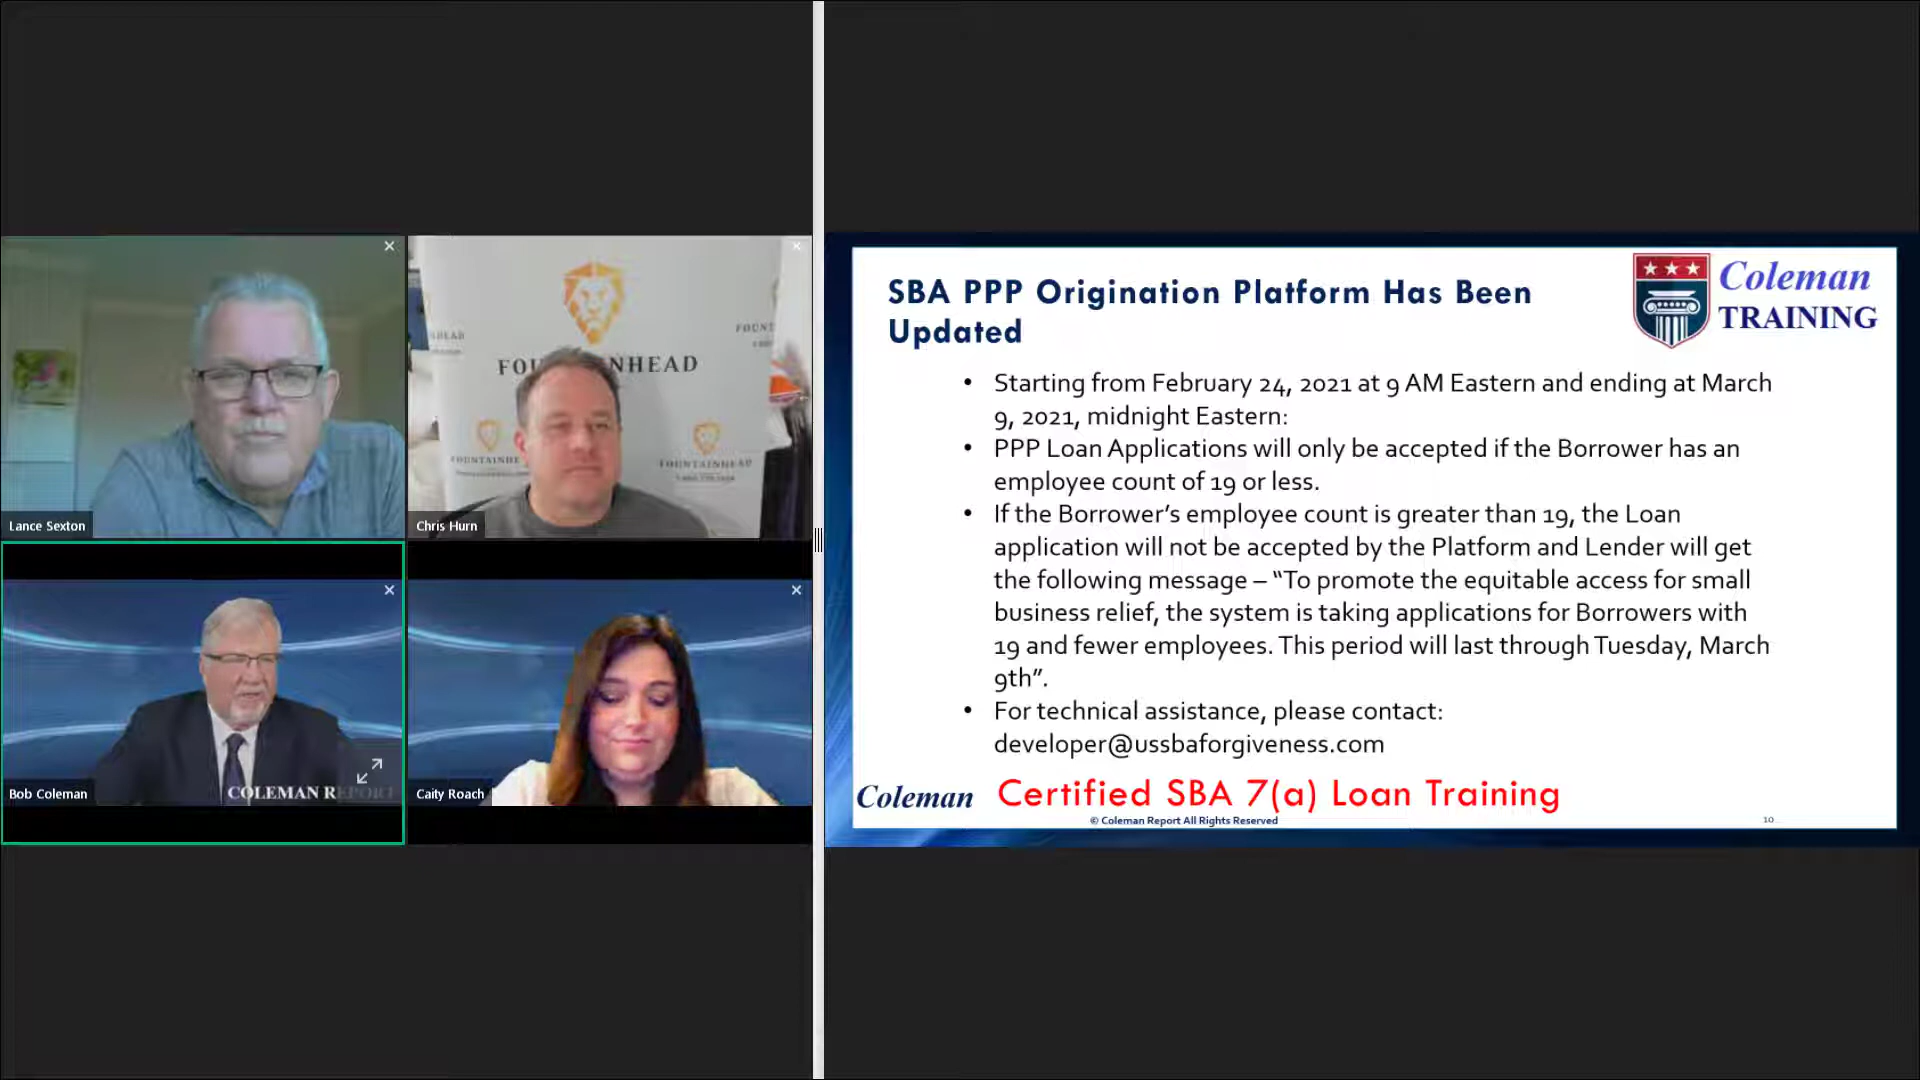 FOUNTAINHEAD
Lance Sexton
Chris Hurn
Bob Coleman
COLEMAN REPORT
Caity Roach
SBA PPP Origination Platform Has Been
Updated
Coleman
TRAINING
• Starting from February 24, 2021 at 9 AM Eastern and ending at March
9, 2021, midnight Eastern:
• PPP Loan Applications will only be accepted if the Borrower has an
employee count of 19 or less.
• If the Borrower’s employee count is greater than 19, the Loan
application will not be accepted by the Platform and Lender will get
the following message – “To promote the equitable access for small
business relief, the system is taking applications for Borrowers with
19 and fewer employees. This period will last through Tuesday, March
9th”.
• For technical assistance, please contact:
developer@ussbaforgiveness.com
Coleman Certified SBA 7(a) Loan Training
© Coleman Report All Rights Reserved
10